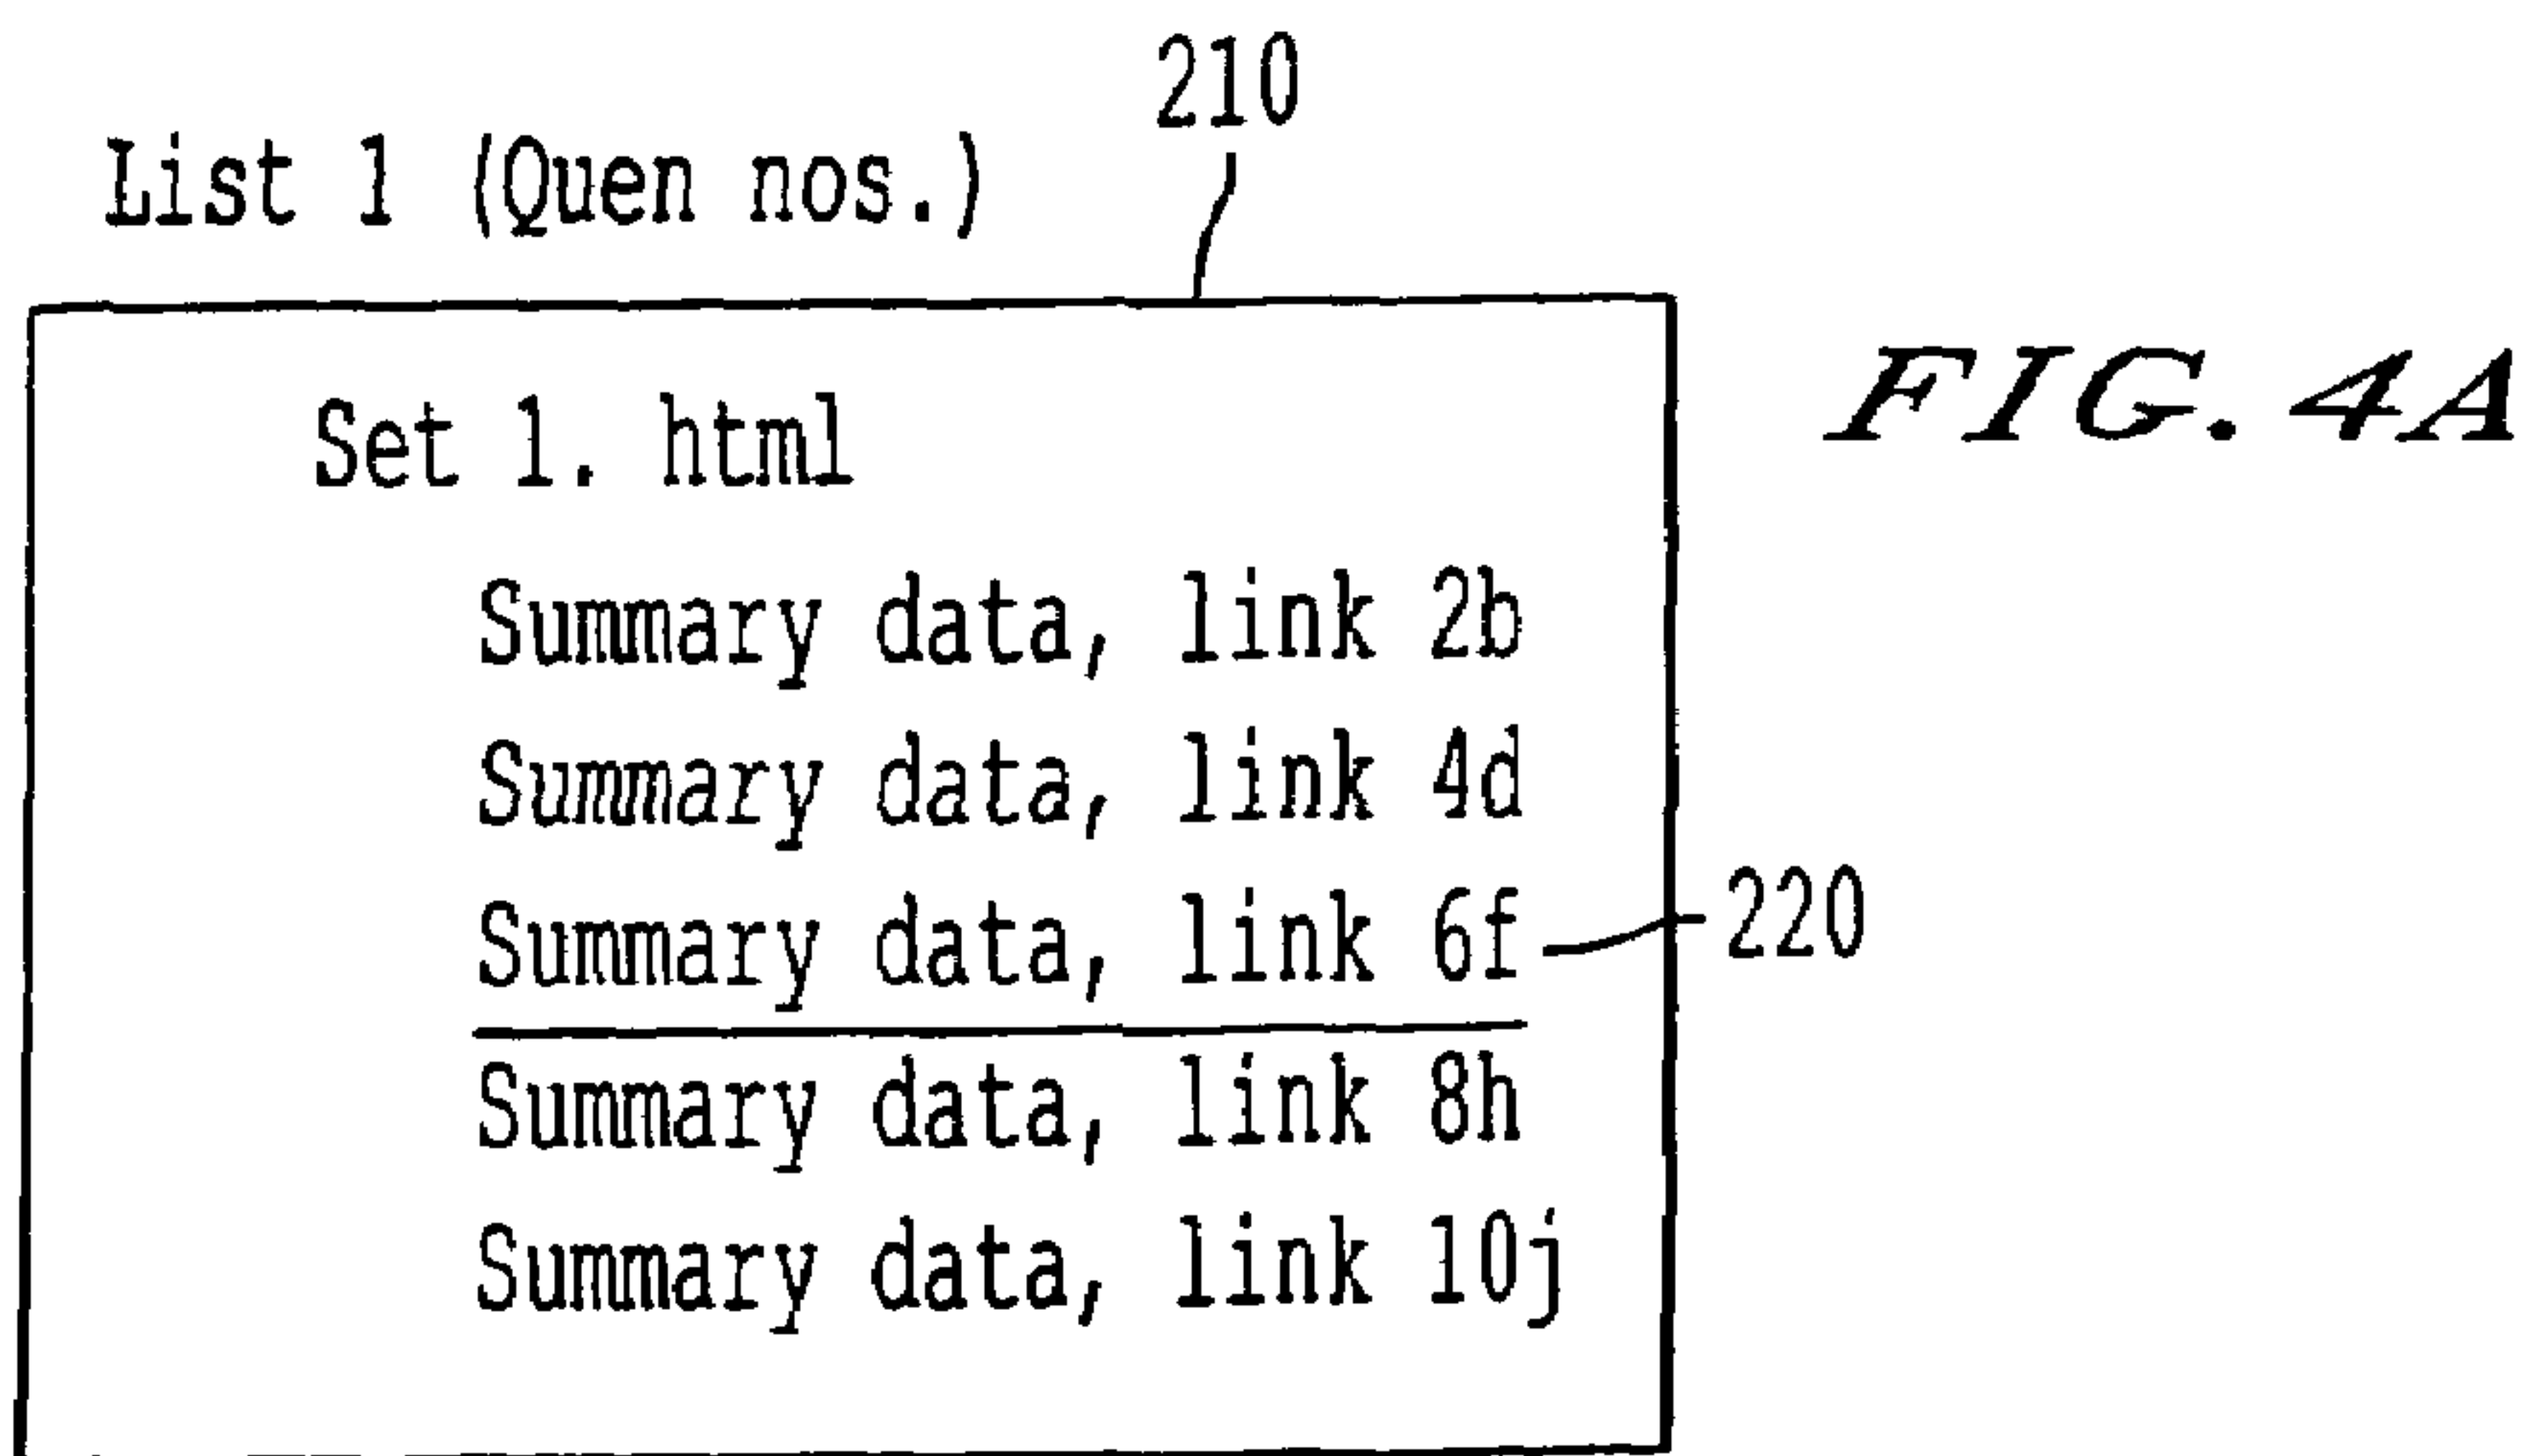 210
List 1 (Quen nos.)
FIG. 4A
Set 1. html
Summary data, link 2b
Summary data, link 4d
Summary data, link 6f
220
Summary data, link 8h
Summary data, link 10j